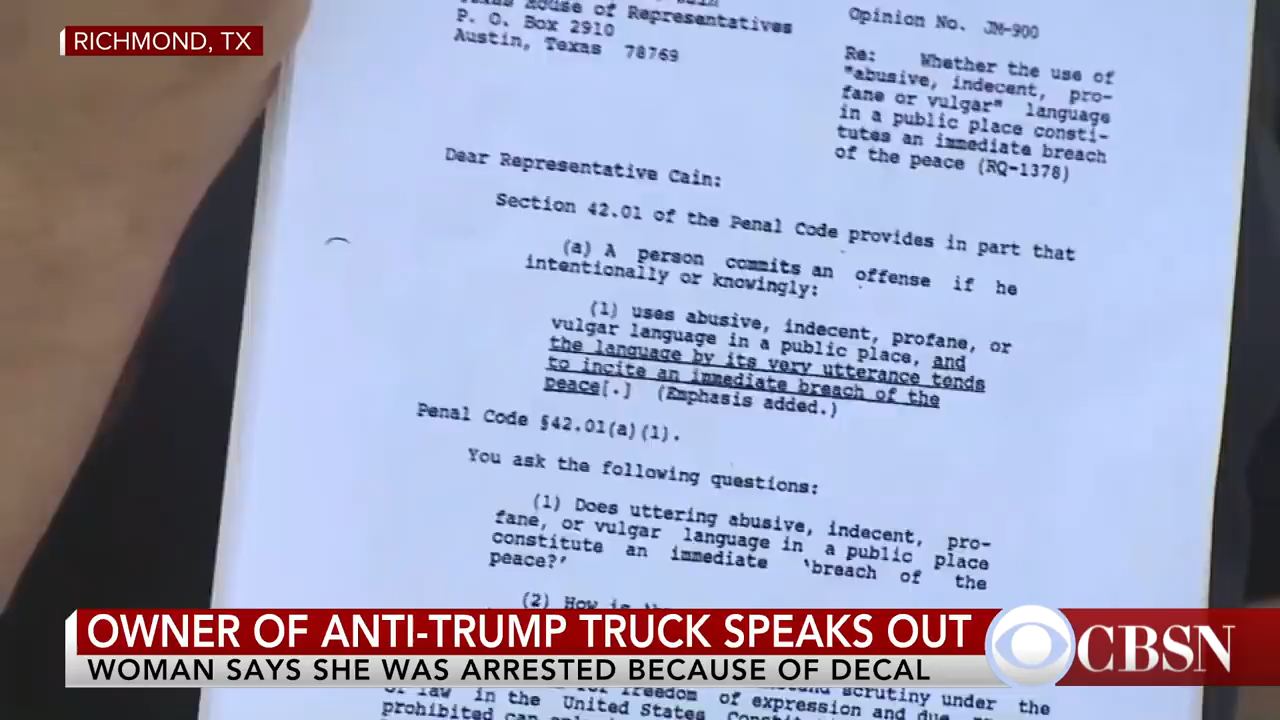 RICHMOND, TX
House of Representatives
P. O. Box 2910
Austin, Texas 78769
Opinion No. JM-900
Re: Whether the use of
"abusive, indecent, pro-
fane or vulgar" language
in a public place consti-
tutes an immediate breach
of the peace (RQ-1378)
Dear Representative Cain:
Section 42.01 of the Penal Code provides in part that
(a) A person commits an offense if he
intentionally or knowingly:
(1) uses abusive, indecent, profane, or
vulgar language in a public place, and
the language by its very utterance tends
to incite an immediate breach of the
peace[.] (Emphasis added.)
Penal Code §42.01(a)(1).
You ask the following questions:
(1) Does uttering abusive, indecent, pro-
fane, or vulgar language in a public place
constitute an immediate 'breach of the
peace?'
(2) How is
OWNER OF ANTI-TRUMP TRUCK SPEAKS OUT
WOMAN SAYS SHE WAS ARRESTED BECAUSE OF DECAL
CBSN
scrutiny under the
of law in the United States freedom of expression and due
prohibited can